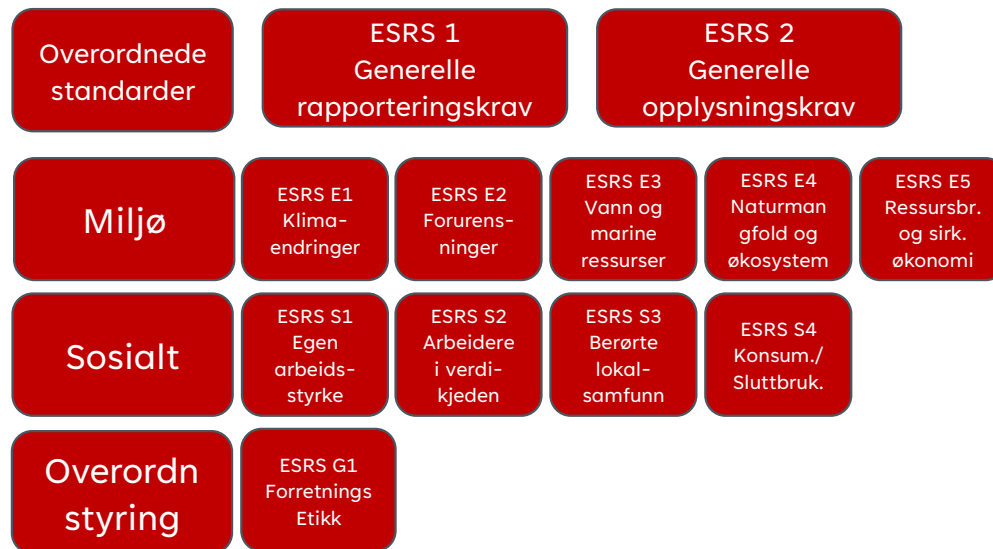 Overordnede
standarder
ESRS 1
Generelle
rapporteringskrav
ESRS 2
Generelle
opplysningskrav
Miljø
ESRS E1
Klima-
endringer
ESRS E2
Forurens-
ninger
ESRS E3
Vann og
marine
ressurser
ESRS E4
Naturman
gfold og
økosystem
ESRS E5
Ressursbr.
og sirk.
økonomi
Sosialt
ESRS S1
Egen
arbeids-
styrke
ESRS S2
Arbeidere
i verdi-
kjeden
ESRS S3
Berørte
lokal-
samfunn
ESRS S4
Konsum./
Sluttbruk.
Overordn
styring
ESRS G1
Forretnings
Etikk